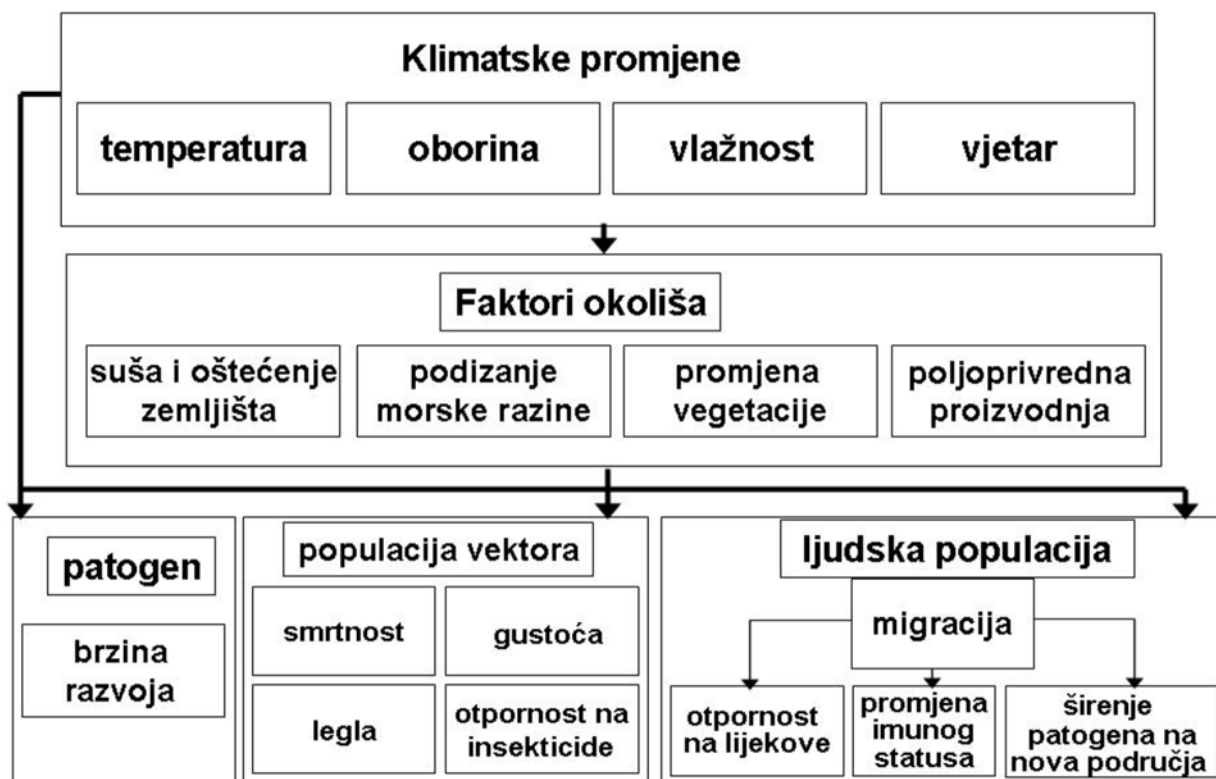 Klimatske promjene
temperatura
oborina
vlažnost
vjetar
Faktori okoliša
suša i oštećenje
zemljišta
podizanje
morske razine
promjena
vegetacije
poljoprivredna
proizvodnja
patogen
brzina
razvoja
populacija vektora
smrtnost
gustoća
legla
otpornost na
insekticide
ljudska populacija
migracija
otpornost
na lijekove
promjena
imunog
statusa
širenje
patogena na
nova područja